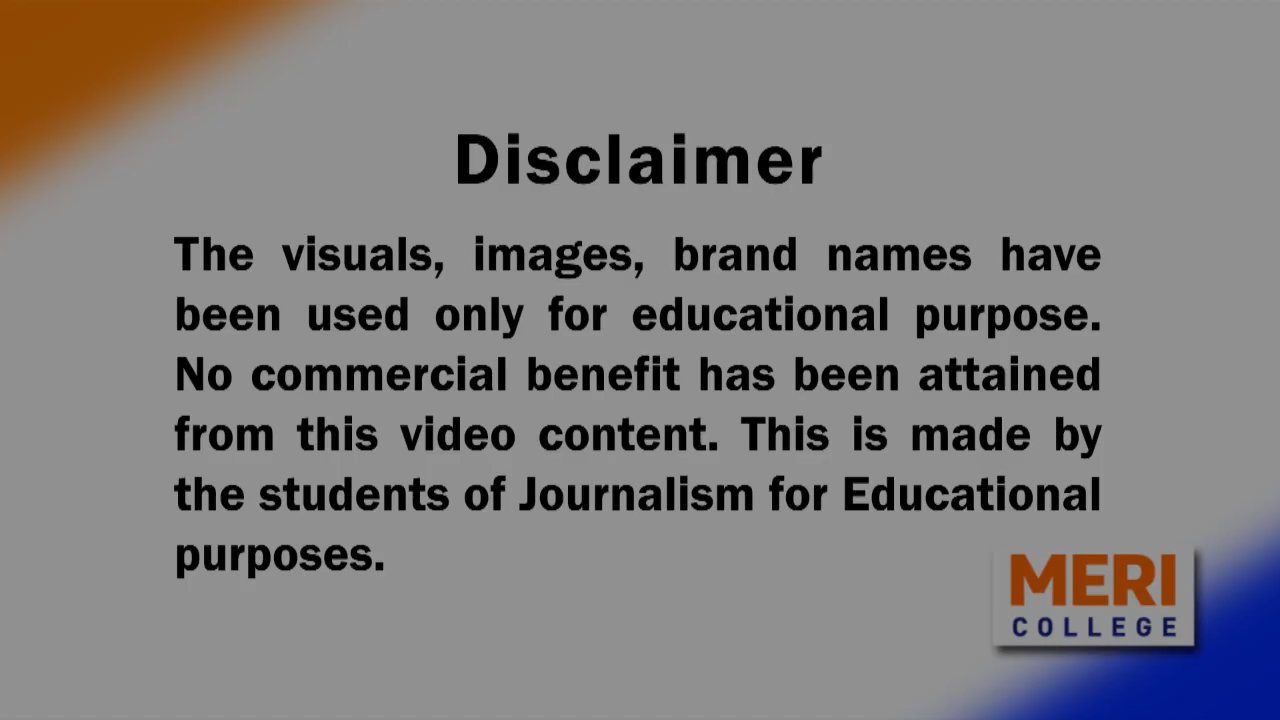 Disclaimer
The visuals, images, brand names have
been used only for educational purpose.
No commercial benefit has been attained
from this video content. This is made by
the students of Journalism for Educational
purposes.
MERI
COLLEGE